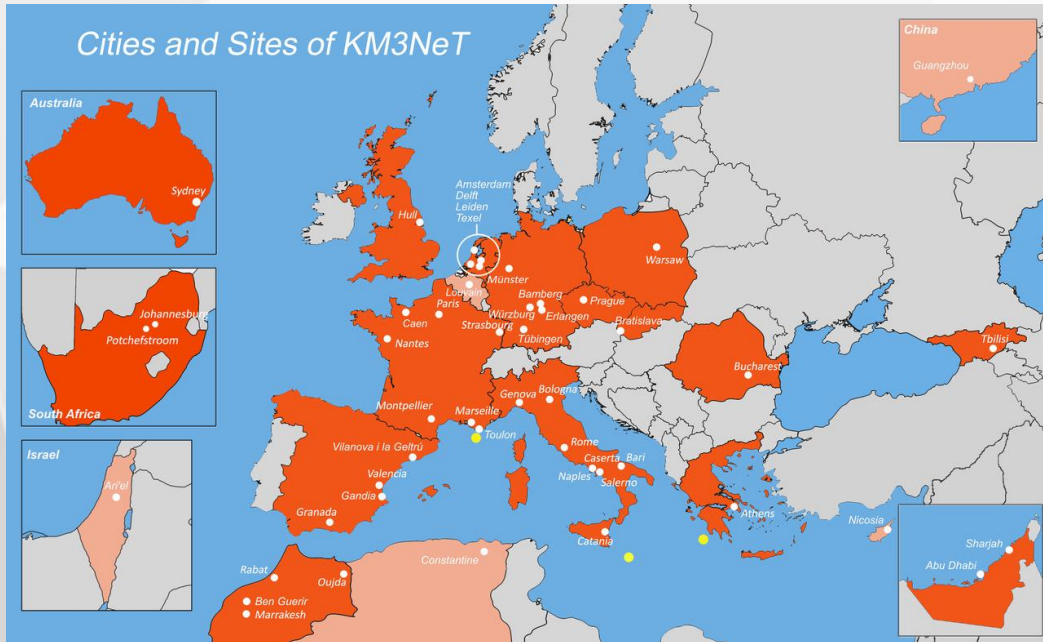 Cities and Sites of KM3NeT
China
Guangzhou
Australia
Sydney
Amsterdam
Delft
Leiden
Texel
Hull
Warsaw
Münster
Louvain
Paris
Bamberg
Prague
Würzburg
Erlangen
Caen
Strasbourg
Bratislava
Tübingen
Nantes
Tbilisi
Johannesburg
Potchefstroom
South Africa
Bucharest
Genova
Bologna
Montpellier
Marseille
Toulon
Vilanova i la Geltrú
Rome
Caserta
Bari
Naples
Salerno
Valencia
Gandia
Granada
Israel
Ari'el
Athens
Nicosia
Catania
Sharjah
Abu Dhabi
Constantine
Rabat
Oujda
Ben Guerir
Marrakesh